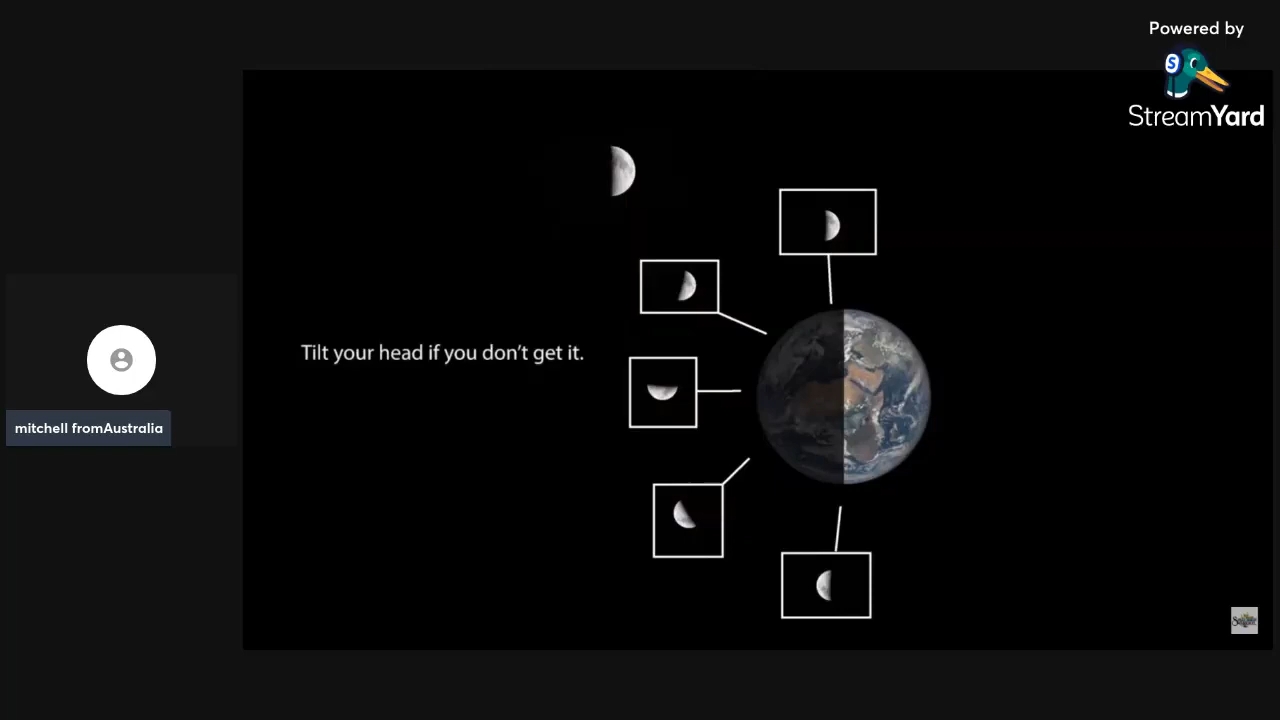 Powered by
S
StreamYard
Tilt your head if you don't get it.
mitchell fromAustralia